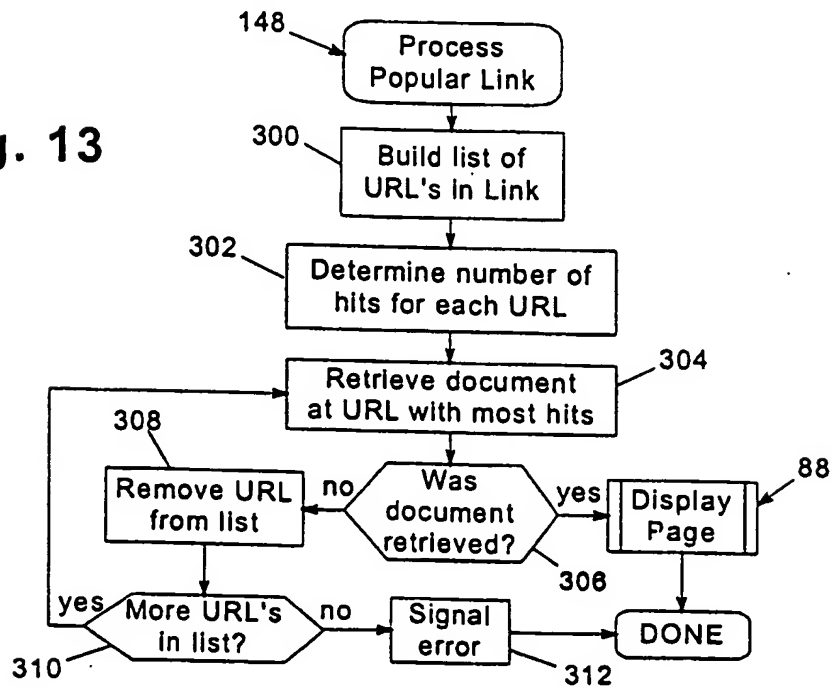 148
Process
Popular Link
g. 13
300
Build list of
URL's in Link
302
Determine number of
hits for each URL
304
Retrieve document
at URL with most hits
308
Remove URL
from list
no
Was
document
retrieved?
306
yes
Display
Page
88
yes
More URL's
in list?
310
no
Signal
error
312
DONE